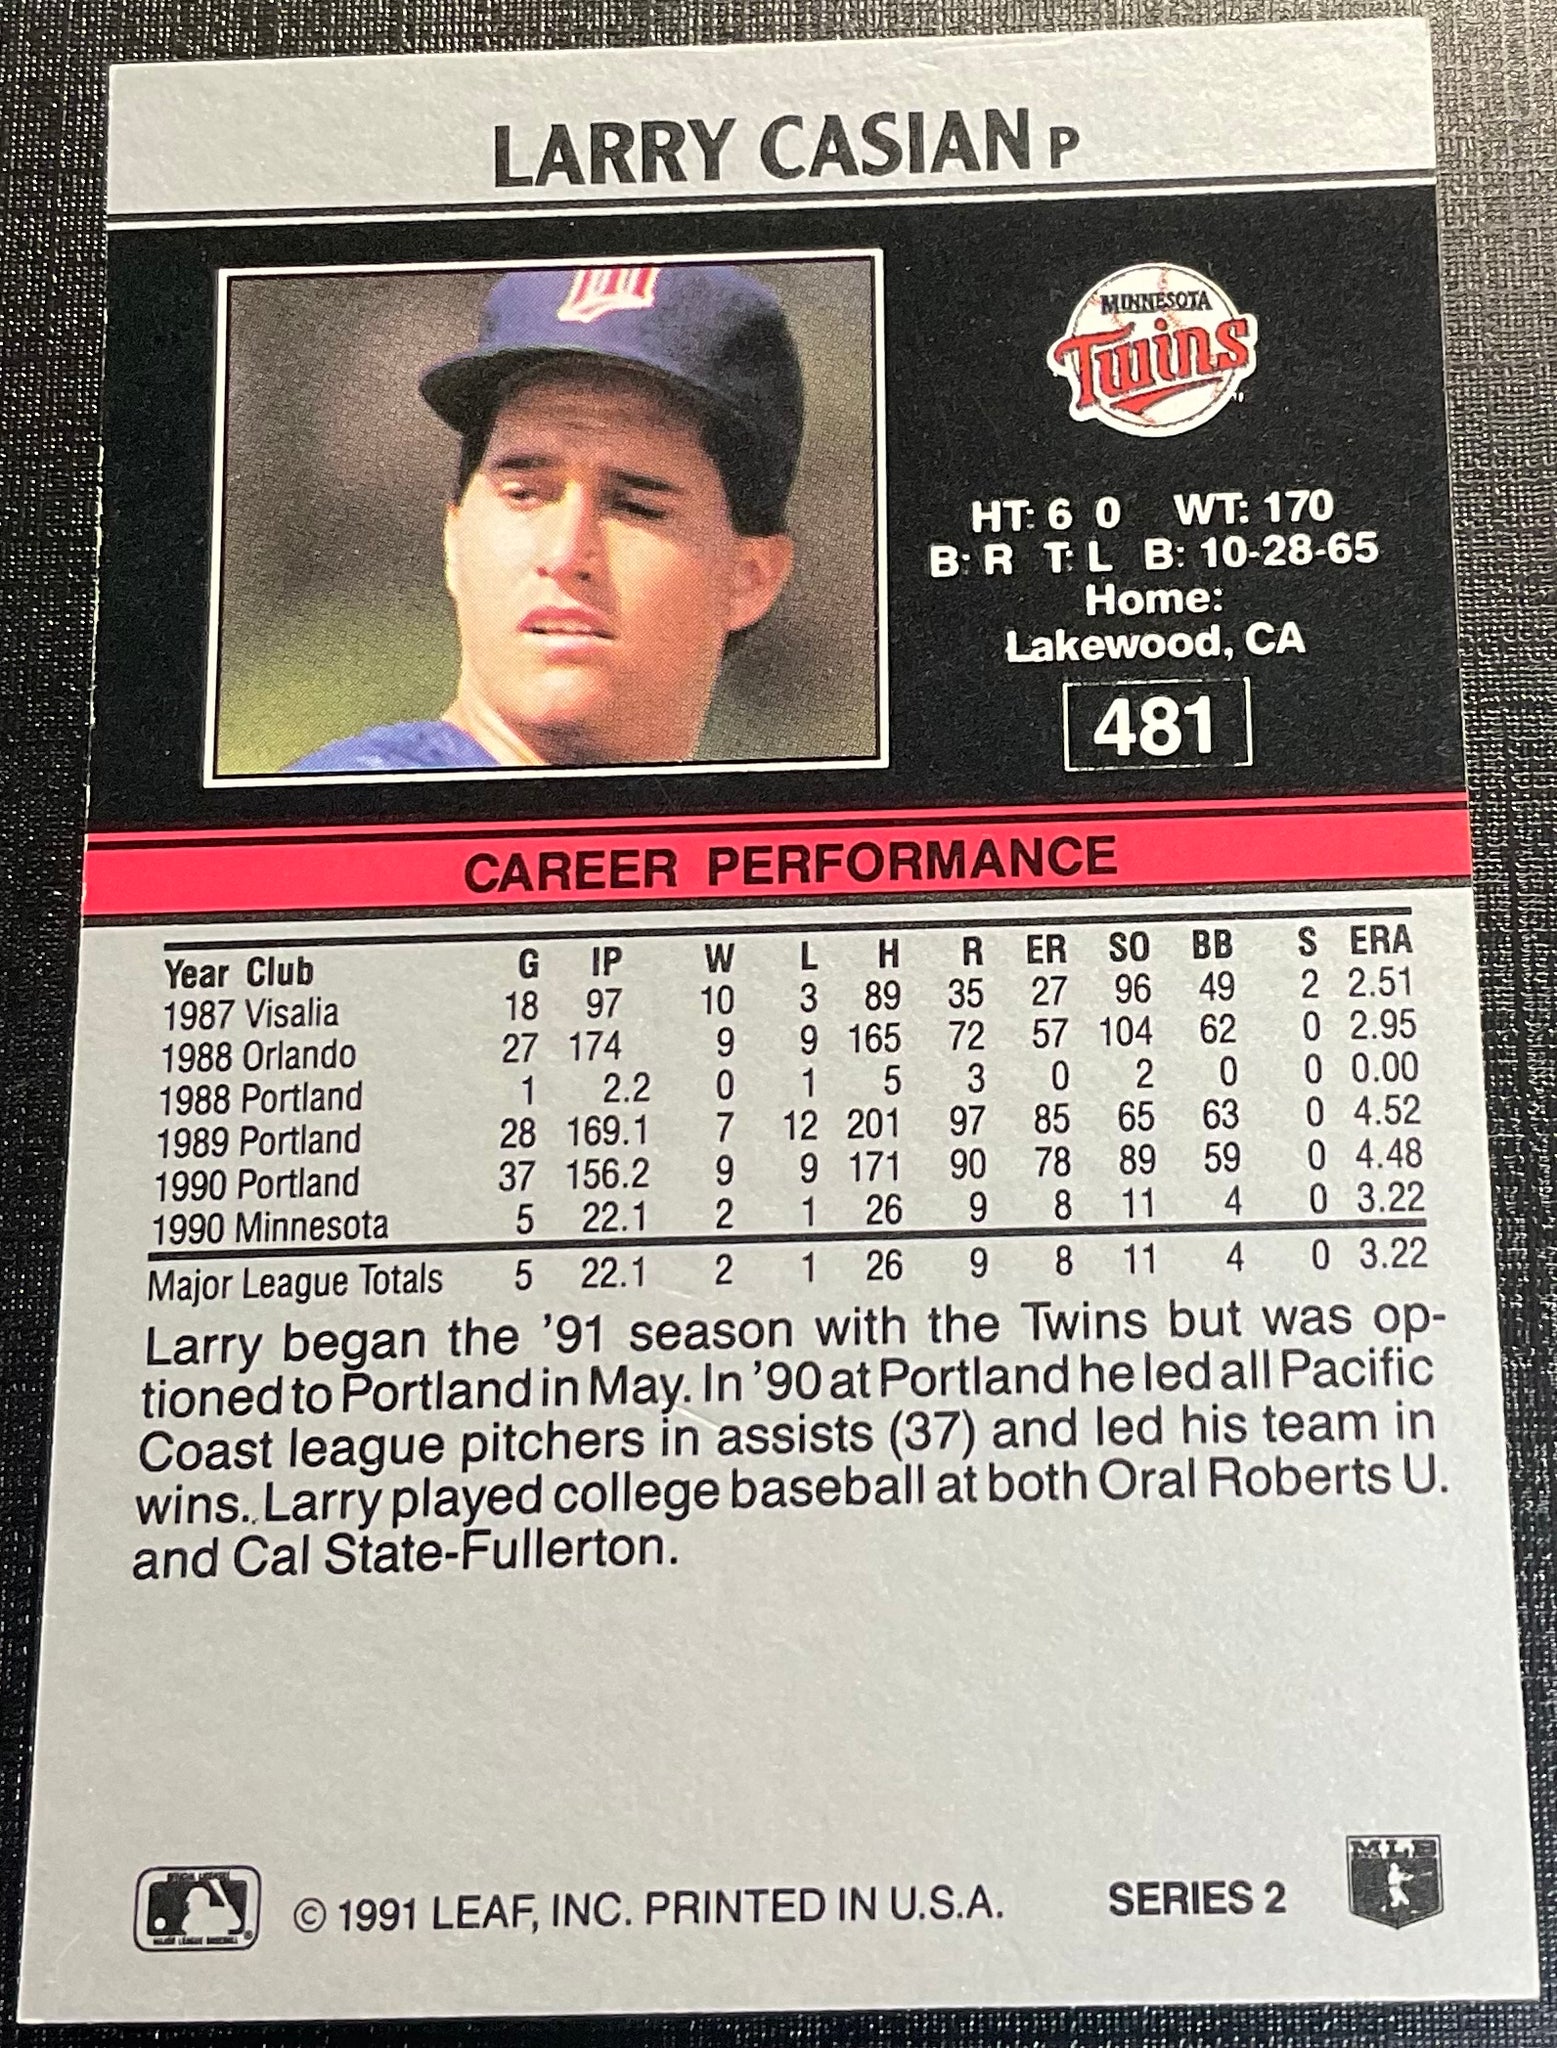 LARRY CASIAN P
MINNESOTA
Twins
HT: 6 0 WT: 170
B: R T: L B: 10-28-65
Home:
Lakewood, CA
481
CAREER PERFORMANCE
Year Club G IP W L H R ER SO BB S ERA
1987 Visalia 18 97 10 3 89 35 27 96 49 2 2.51
1988 Orlando 27 174 9 9 165 72 57 104 62 0 2.95
1988 Portland 1 2.2 0 1 5 3 0 2 0 0 0.00
1989 Portland 28 169.1 7 12 201 97 85 65 63 0 4.52
1990 Portland 37 156.2 9 9 171 90 78 89 59 0 4.48
1990 Minnesota 5 22.1 2 1 26 9 8 11 4 0 3.22
Major League Totals 5 22.1 2 1 26 9 8 11 4 0 3.22
Larry began the '91 season with the Twins but was op-
tioned to Portland in May. In '90 at Portland he led all Pacific
Coast league pitchers in assists (37) and led his team in
wins. Larry played college baseball at both Oral Roberts U.
and Cal State-Fullerton.
© 1991 LEAF, INC. PRINTED IN U.S.A. SERIES 2